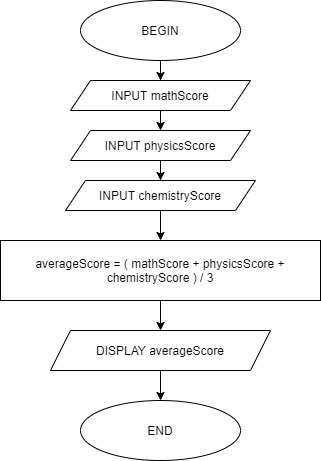 BEGIN
INPUT mathScore
INPUT physicsScore
INPUT chemistryScore
averageScore = ( mathScore + physicsScore +
chemistryScore ) / 3
DISPLAY averageScore
END